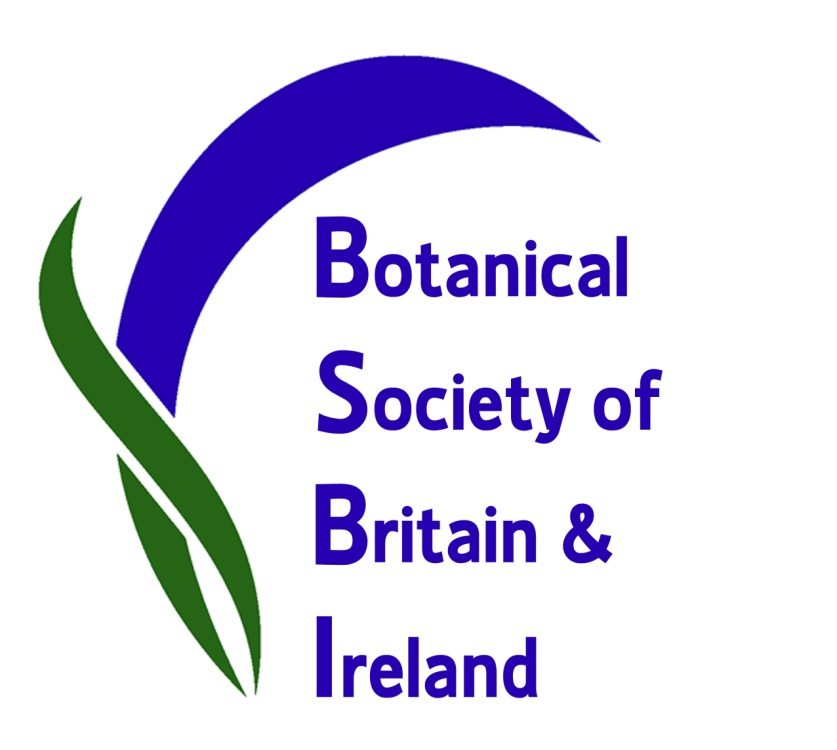 Botanical
Society of
Britain &
Ireland